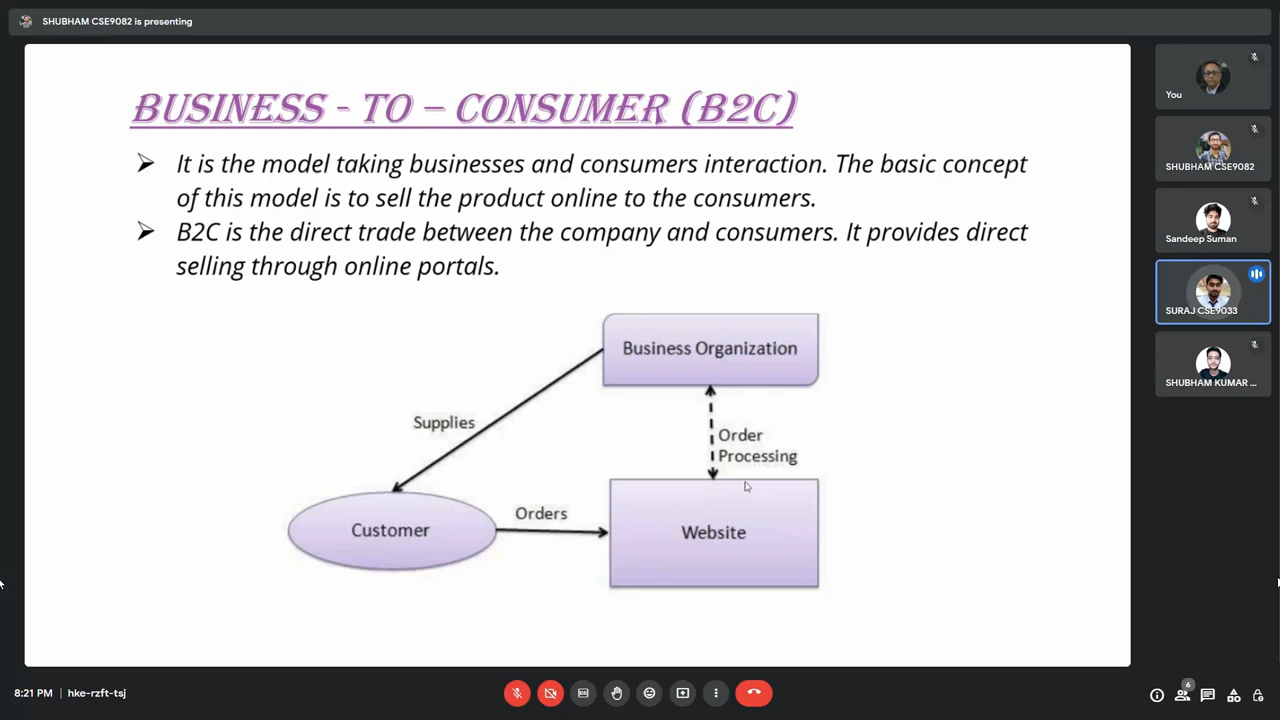 SHUBHAM CSE9082 is presenting
BUSINESS - TO – CONSUMER (B2C)
It is the model taking businesses and consumers interaction. The basic concept
of this model is to sell the product online to the consumers.
B2C is the direct trade between the company and consumers. It provides direct
selling through online portals.
Business Organization
Supplies
Order
Processing
Customer
Orders
Website
You
SHUBHAM CSE9082
Sandeep Suman
SURAJ CSE9033
SHUBHAM KUMAR ...
8:21 PM | hke-rzft-tsj
6